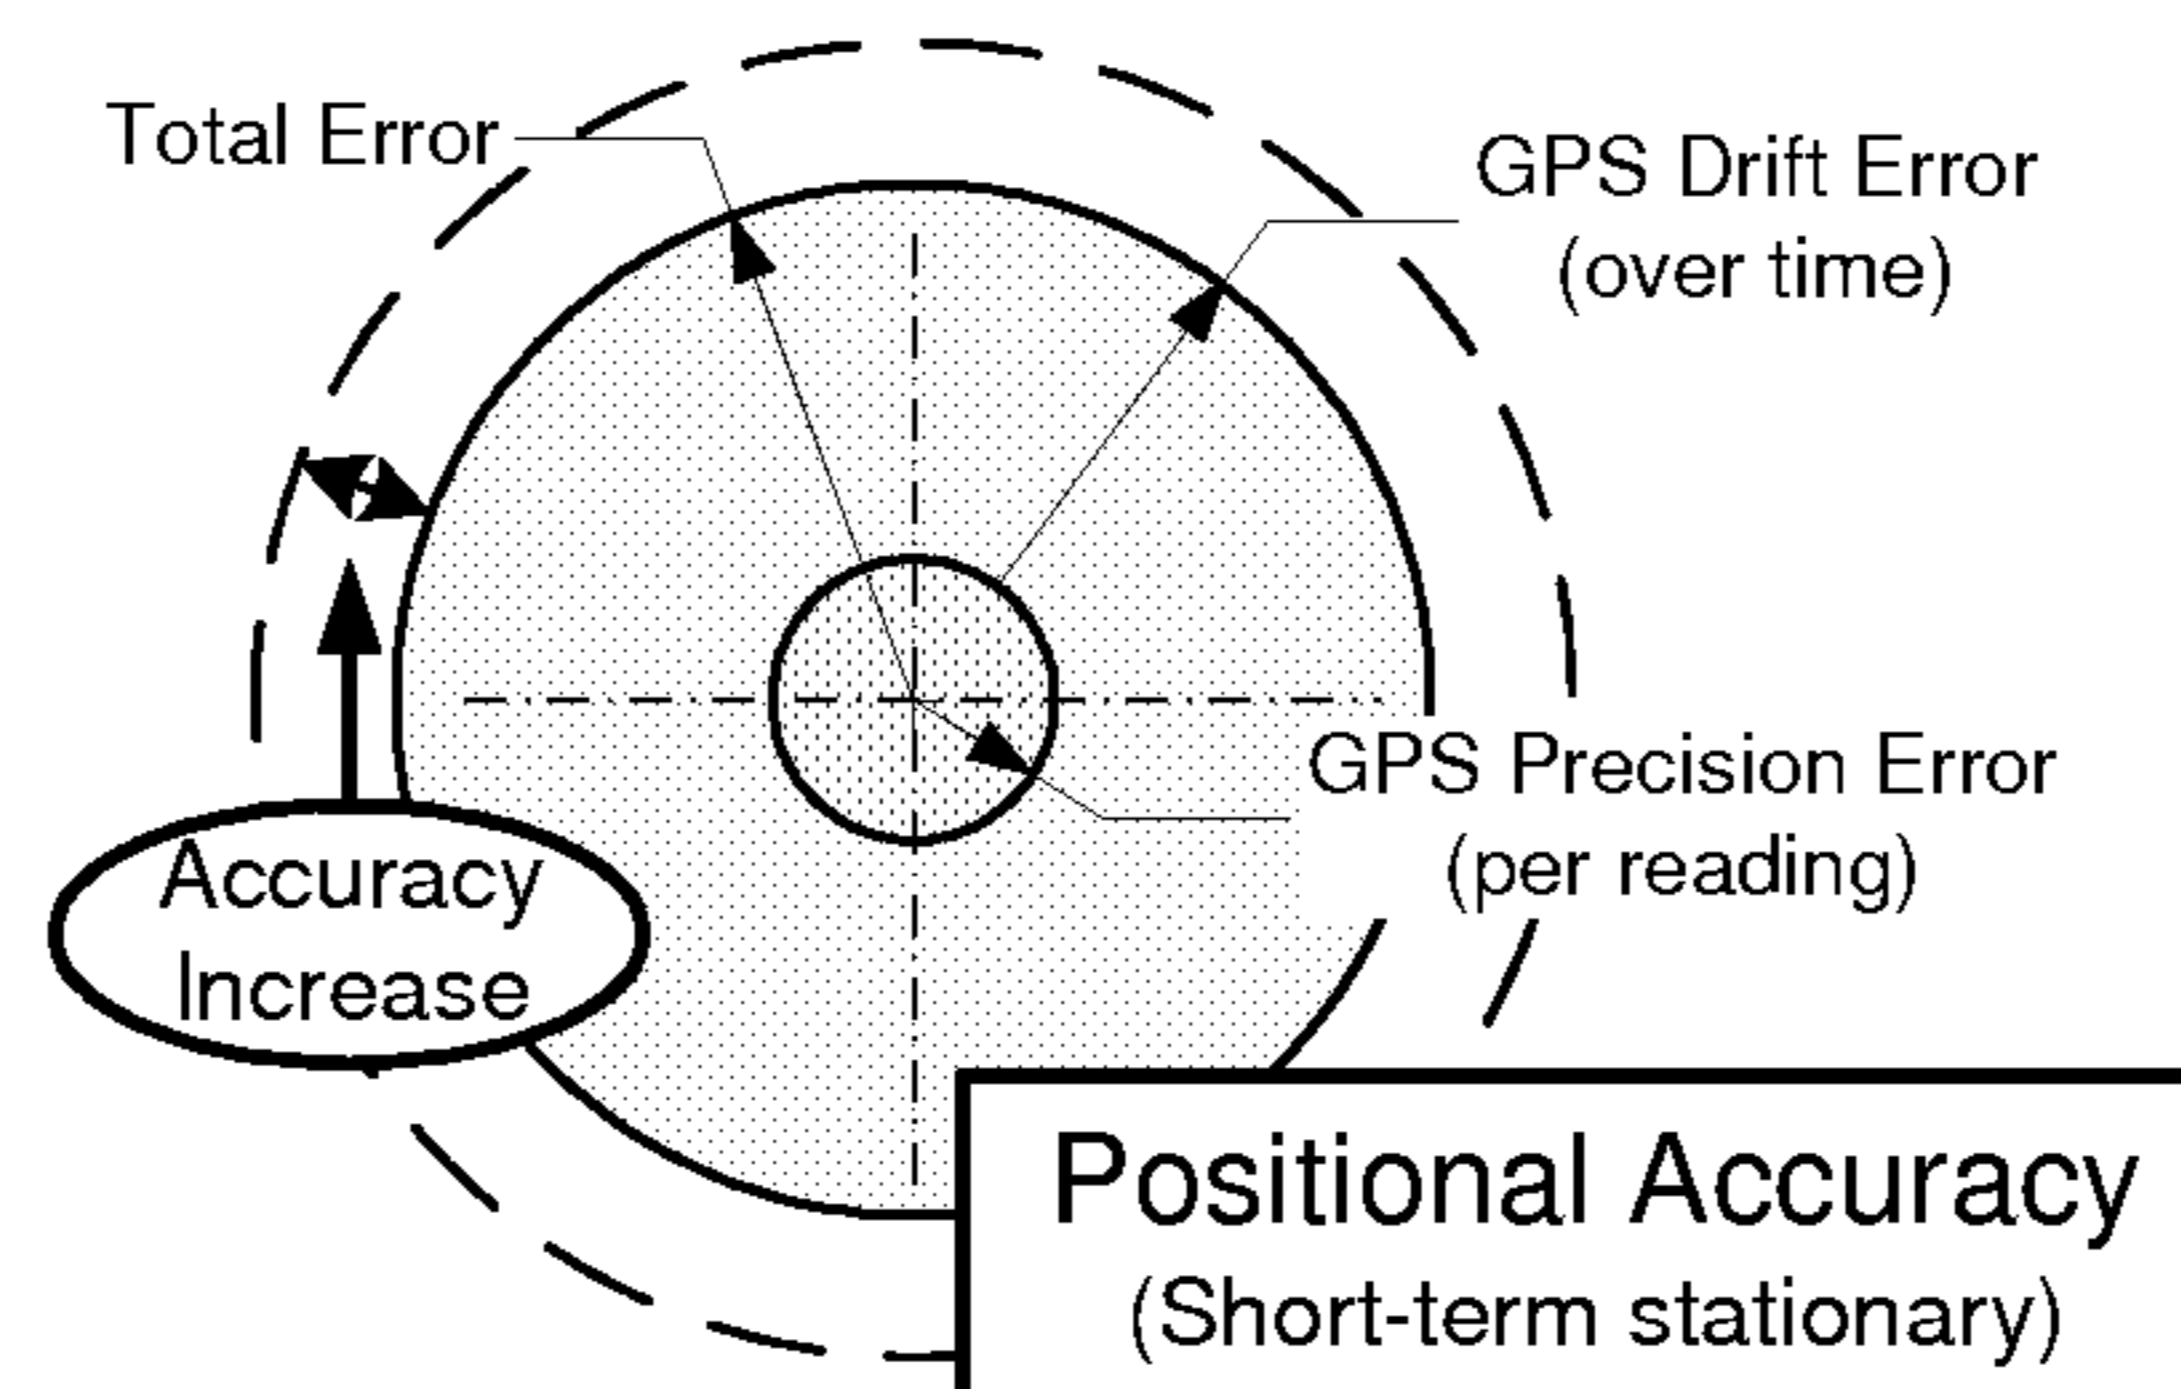 Total Error
GPS Drift Error
(over time)
GPS Precision Error
(per reading)
Accuracy
Increase
Positional Accuracy
(Short-term stationary)